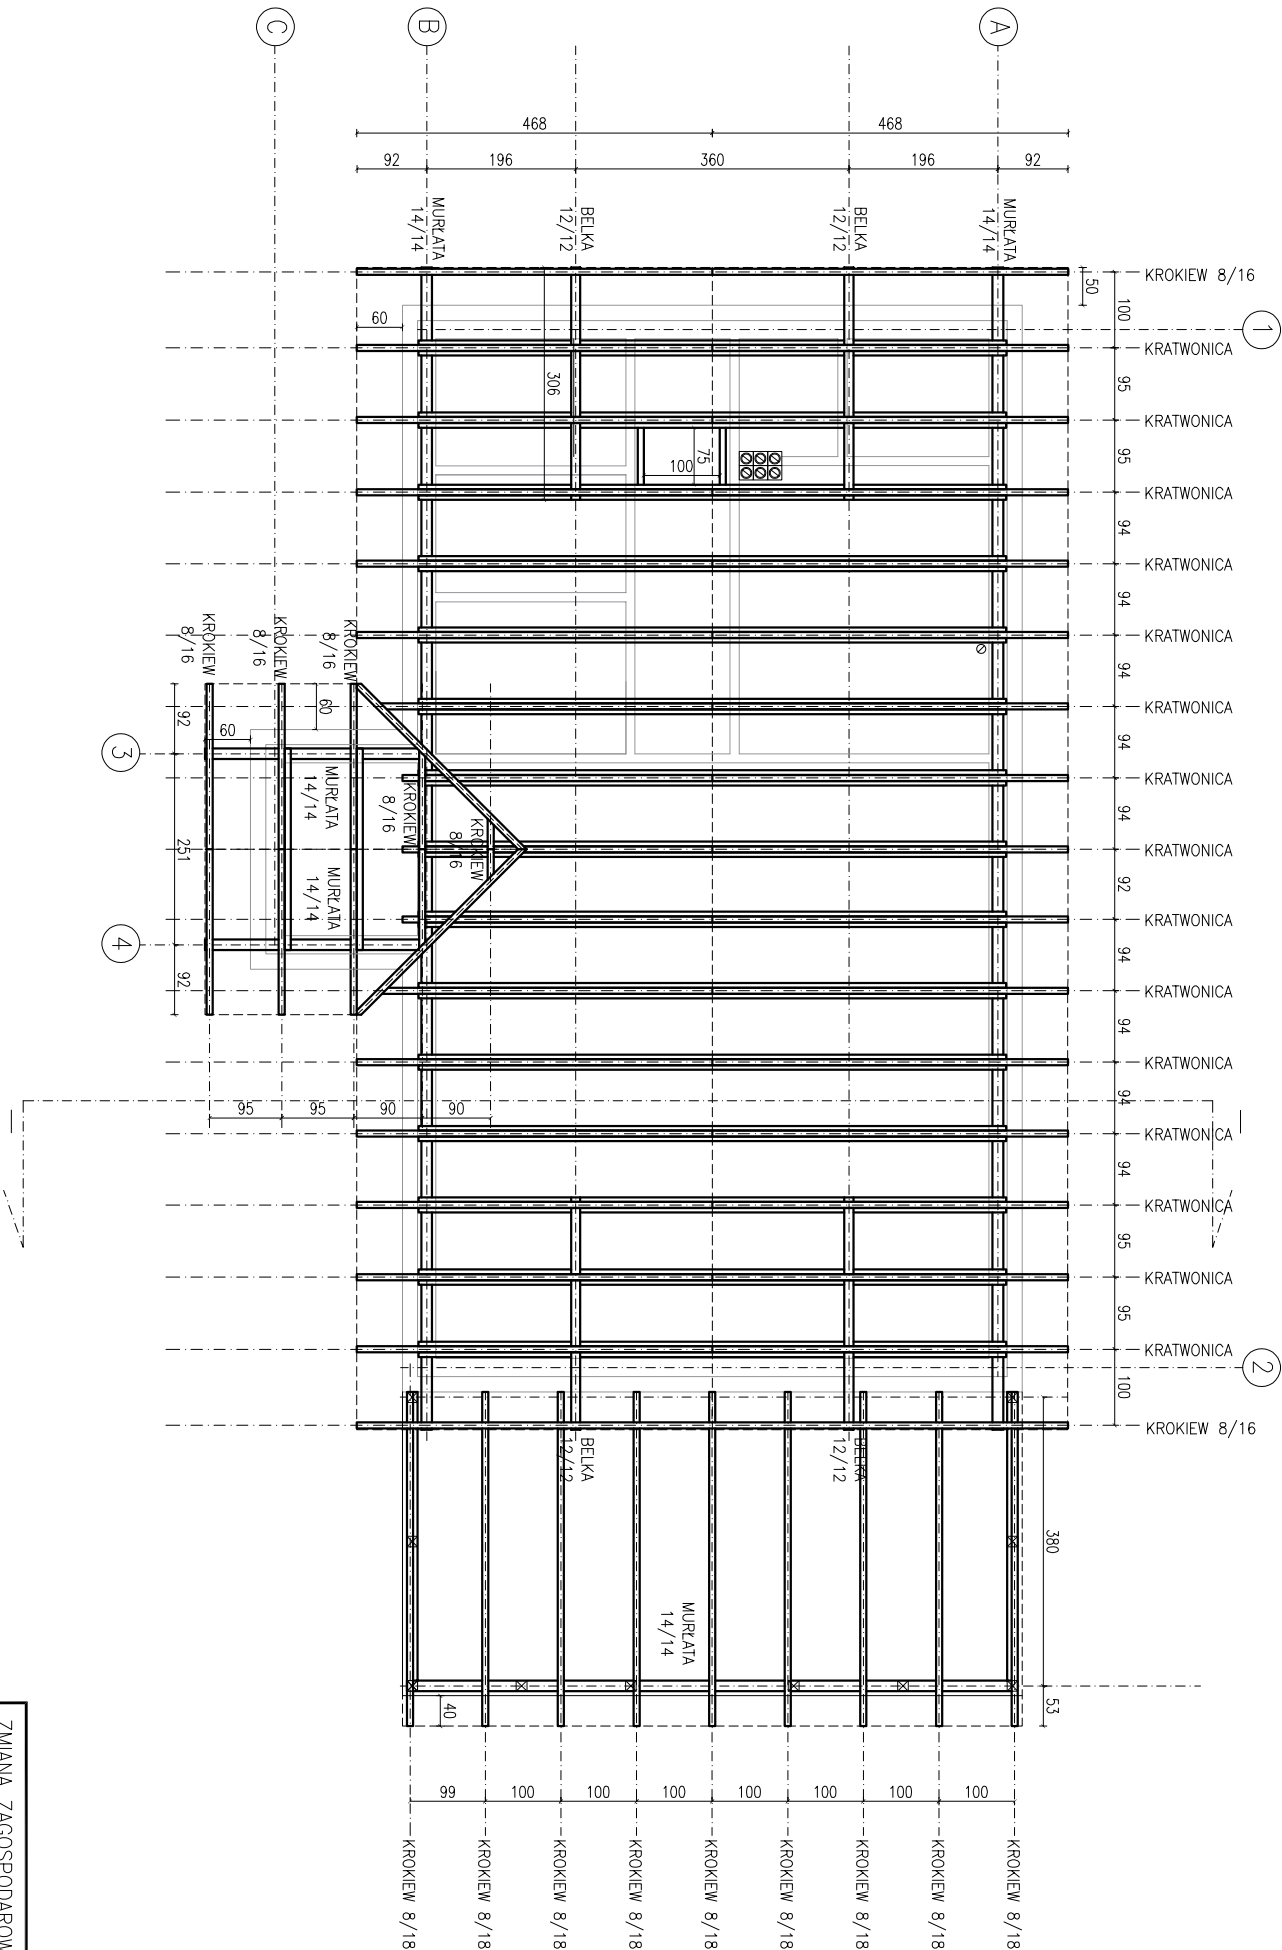 C
B
A
468
468
92
196
360
196
92
MURŁATA
14/14
BELKA
12/12
BELKA
12/12
MURŁATA
14/14
KROKIEW 8/16
50
100
1
60
KRATWONICA
95
306
KRATWONICA
95
75
100
KRATWONICA
94
KRATWONICA
94
KRATWONICA
94
KRATWONICA
94
KRATWONICA
94
KRATWONICA
92
KRATWONICA
94
KRATWONICA
94
KRATWONICA
94
KRATWONICA
94
KRATWONICA
95
KRATWONICA
95
KRATWONICA
100
2
KROKIEW 8/16
KROKIEW
8/16
KROKIEW
8/16
KROKIEW
8/16
92
60
60
3
MURŁATA
14/14
KROKIEW
8/16
KROKIEW
8/16
251
MURŁATA
14/14
4
92
95
95
90
90
BELKA
12/12
BELKA
12/12
380
MURŁATA
14/14
40
53
99
100
100
100
100
100
100
100
KROKIEW 8/18
KROKIEW 8/18
KROKIEW 8/18
KROKIEW 8/18
KROKIEW 8/18
KROKIEW 8/18
KROKIEW 8/18
KROKIEW 8/18
KROKIEW 8/18
ZMIANA ZAGOSPODAROW